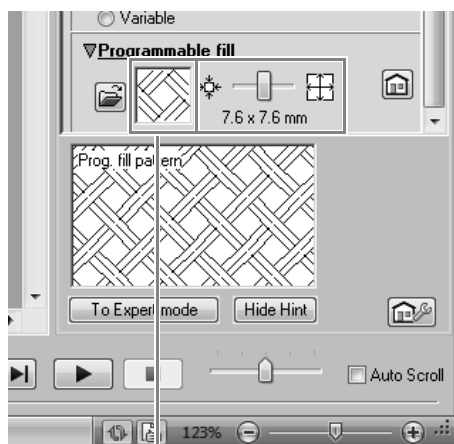 Variable
Programmable fill
7.6 x 7.6 mm
Prog. fill pattern
To Expert mode
Hide Hint
Auto Scroll
123%